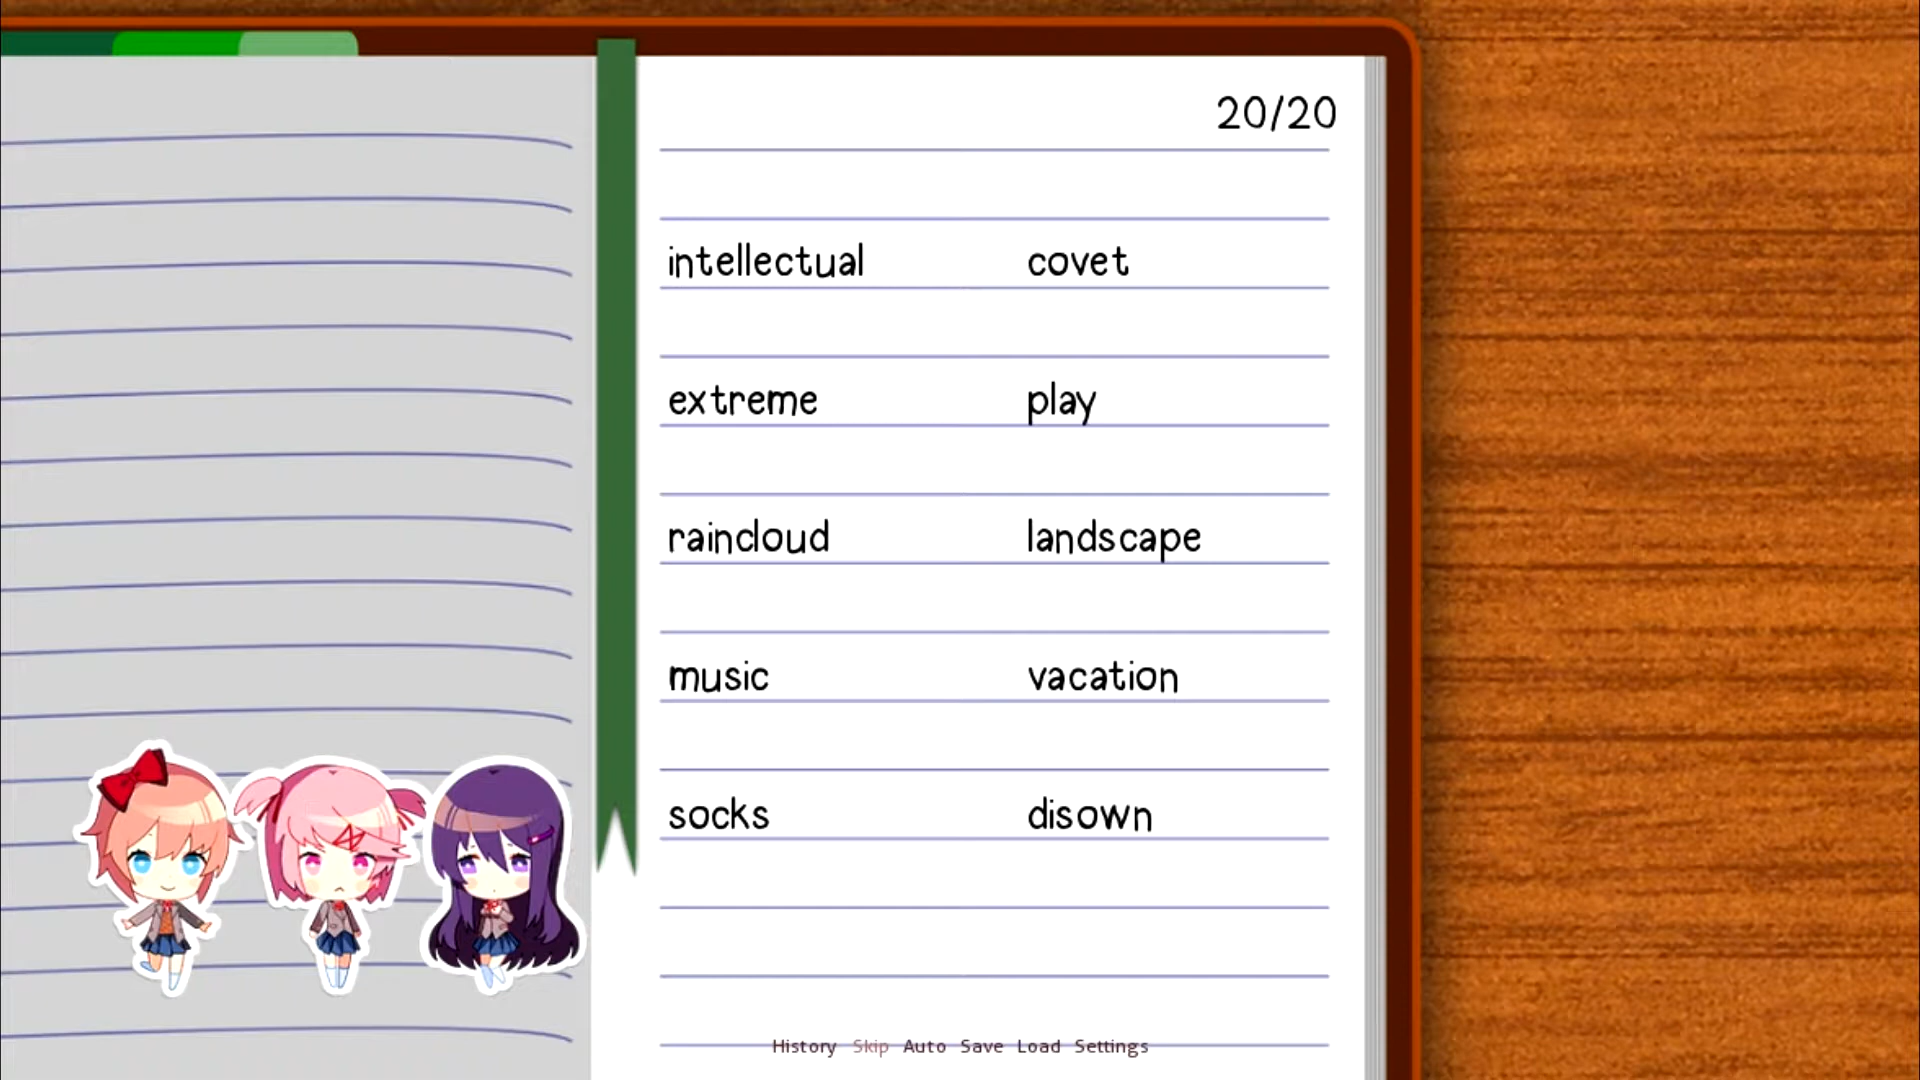 20/20
intellectual covet
extreme play
raincloud landscape
music vacation
socks disown
History Skip Auto Save Load Settings